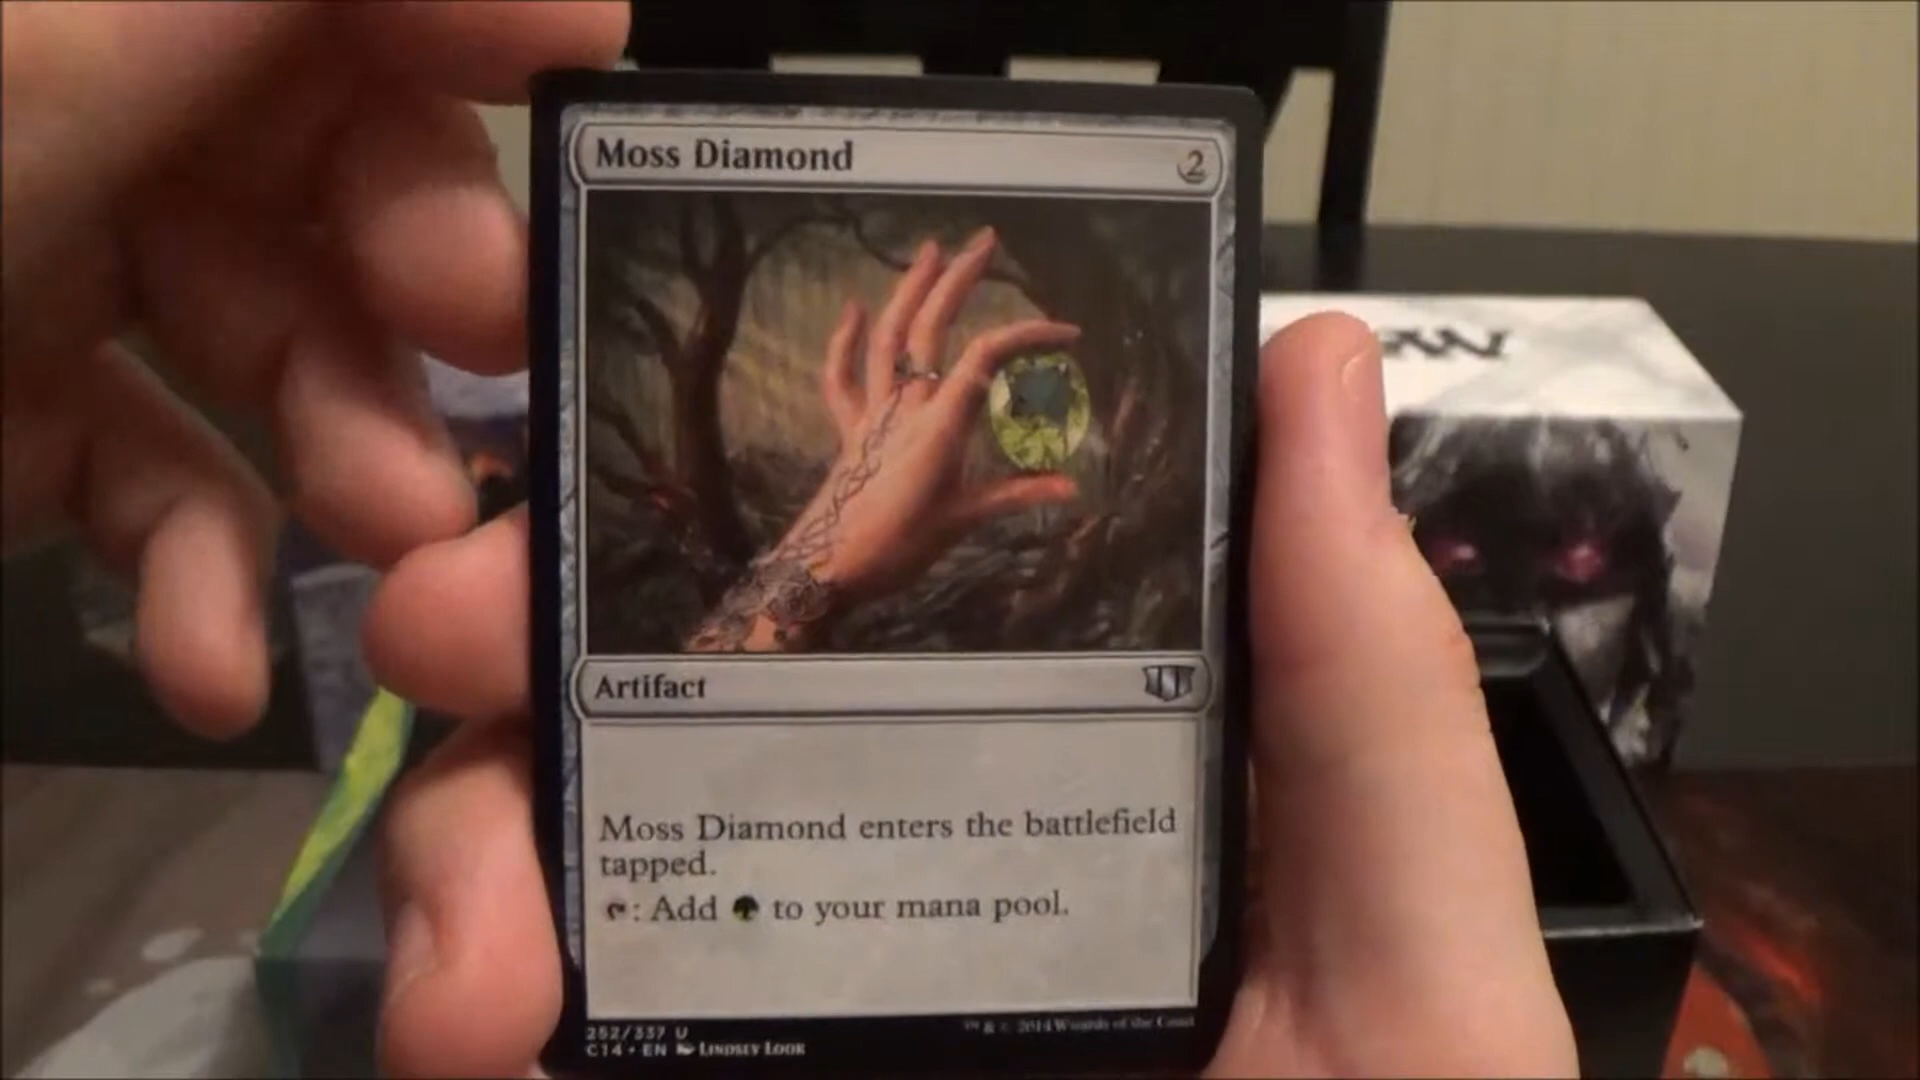 Moss Diamond 2
Artifact
Moss Diamond enters the battlefield
tapped.
: Add to your mana pool.
252/337 U
™ & © 2014 Wizards of the Coast
C14 • EN Lindsey Look